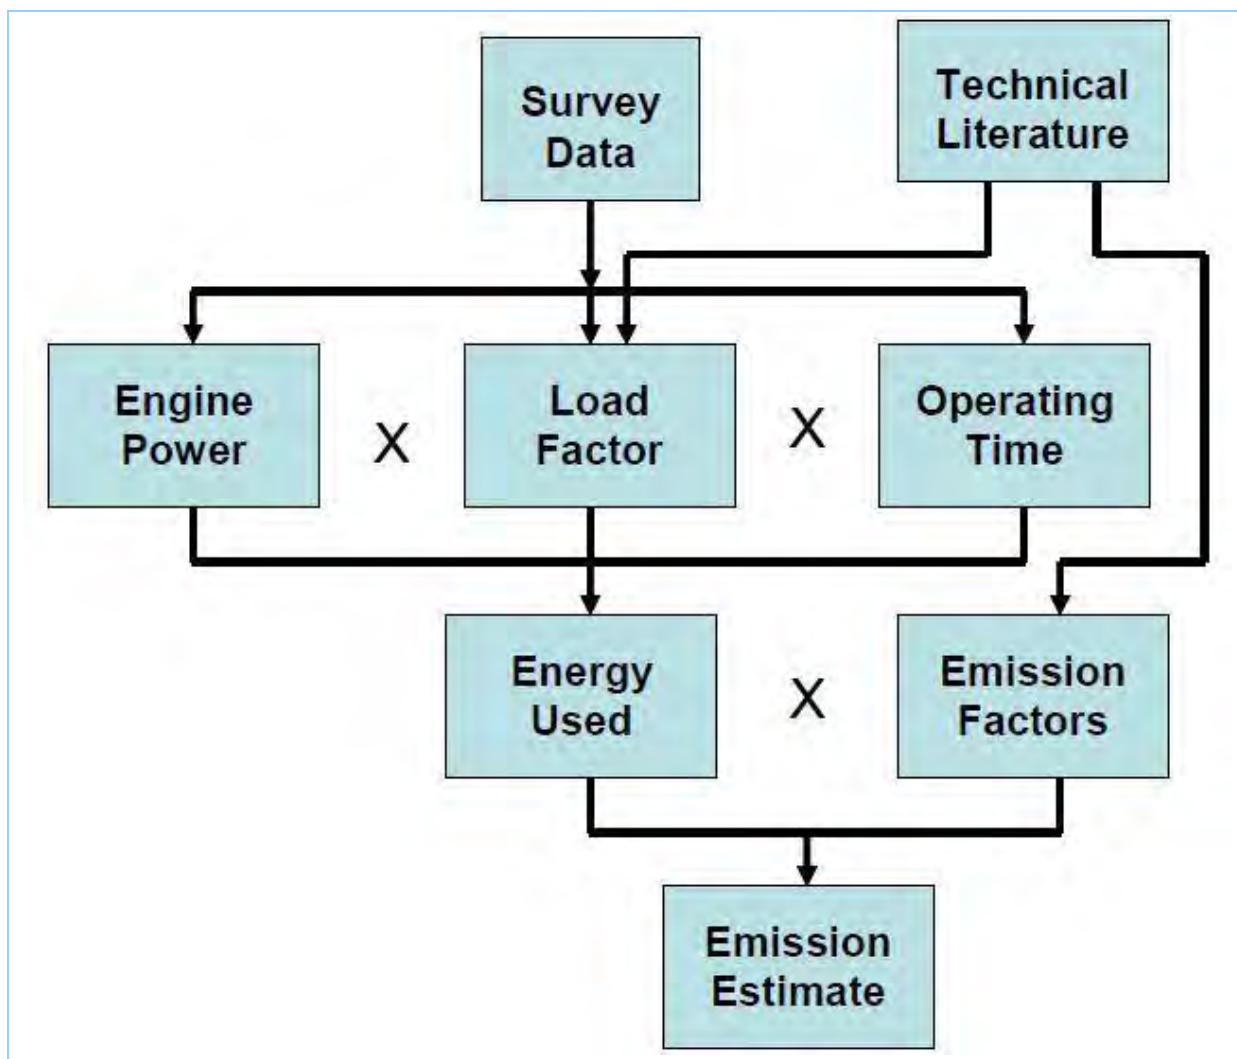 Survey
Data
Technical
Literature
Engine
Power
X
Load
Factor
X
Operating
Time
Energy
Used
X
Emission
Factors
Emission
Estimate